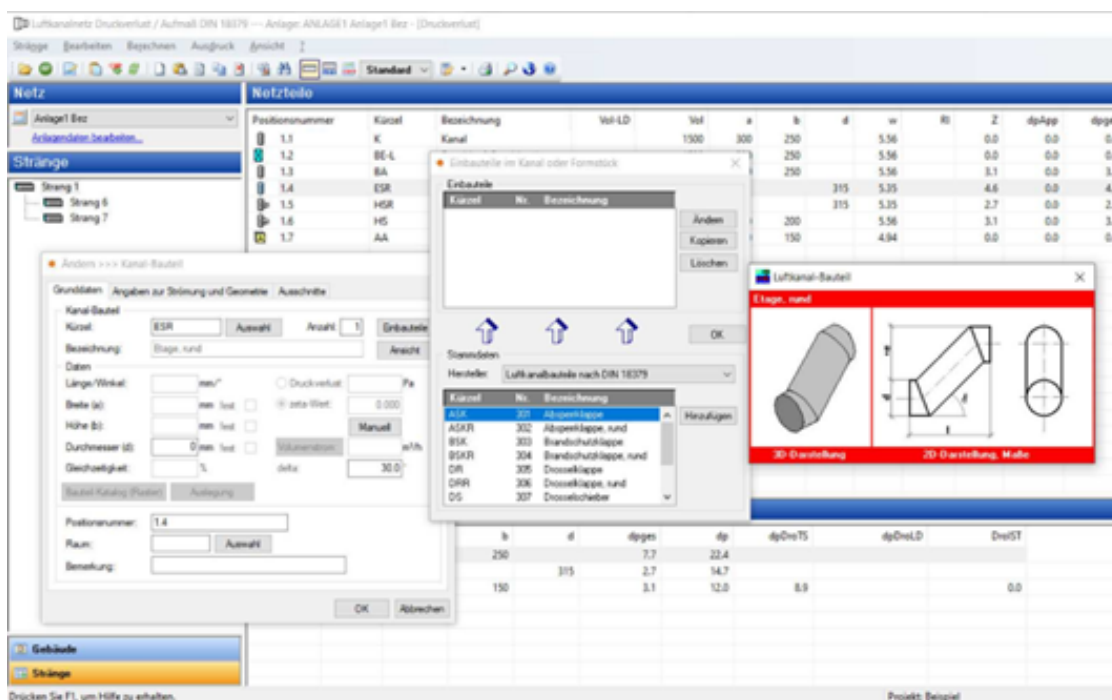 Luftkanalnetz Druckverlust / Aufmaß DIN 18379 --- Anlage: ANLAGE1 Anlage1 Bez - [Druckverlust]
Stränge Bearbeiten Berechnen Ausdruck Ansicht ?
Standard
Netz
Netzteile
Anlage1 Bez
Anlagendaten bearbeiten...
Stränge
Strang 1
Strang 6
Strang 7
Positionsnummer Kürzel Bezeichnung Vol-LD Vol a b d w Rl Z dpApp dpges
1.1 K Kanal 1500 300 250 5.56 0.0 0.0
1.2 BE-L 250 5.56 0.0 0.0
1.3 BA 250 5.56 3.1 0.0
1.4 ESR 315 5.35 4.6 0.0
1.5 HSR 315 5.35 2.7 0.0
1.6 HS 200 5.56 3.1 0.0
1.7 AA 150 4.94 0.0 0.0
Einbauteile im Kanal oder Formstück
Einbauteile
Kürzel Nr. Bezeichnung
Ändern
Kopieren
Löschen
OK
Stammdaten
Hersteller: Luftkanalbauteile nach DIN 18379
Kürzel Nr. Bezeichnung
Hinzufügen
ASK 301 Absperrklappe
ASKR 302 Absperrklappe, rund
BSK 303 Brandschutzklappe
BSKR 304 Brandschutzklappe, rund
DR 305 Drosselklappe
DRR 306 Drosselklappe, rund
DS 307 Drosselschieber
Ändern >>> Kanal-Bauteil
Grunddaten Angaben zur Strömung und Geometrie Ausschnitte
Kanal-Bauteil
Kürzel: ESR Auswahl Anzahl: 1 Einbauteile
Bezeichnung: Etage, rund Ansicht
Daten
Länge/Winkel: mm/° Druckverlust: Pa
Breite (a): mm fest zeta-Wert: 0.000
Höhe (b): mm fest Manuell
Durchmesser (d): 0 mm fest Volumenstrom: m³/h
Gleichzeitigkeit: % delta: 30.0 °
Bauteil-Katalog (Raster) Auslegung
Positionsnummer: 1.4
Raum: Auswahl
Bemerkung:
OK Abbrechen
Luftkanal-Bauteil
Etage, rund
3D-Darstellung 2D-Darstellung, Maße
b d dpges dp dpDroTS dpDroLD DroIST
250 7.7 22.4
315 2.7 14.7
150 3.1 12.0 8.9 0.0
Gebäude
Stränge
Drücken Sie F1, um Hilfe zu erhalten.
Projekt: Beispiel